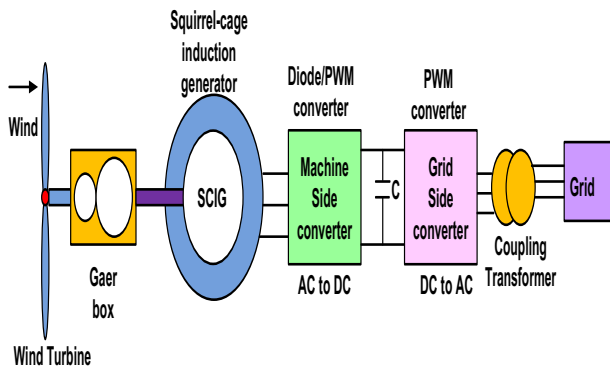 Squirrel-cage
induction
generator
Diode/PWM
converter
PWM
converter
Wind
SCIG
Machine
Side
converter
C
Grid
Side
converter
Grid
Gaer
box
AC to DC
DC to AC
Coupling
Transformer
Wind Turbine